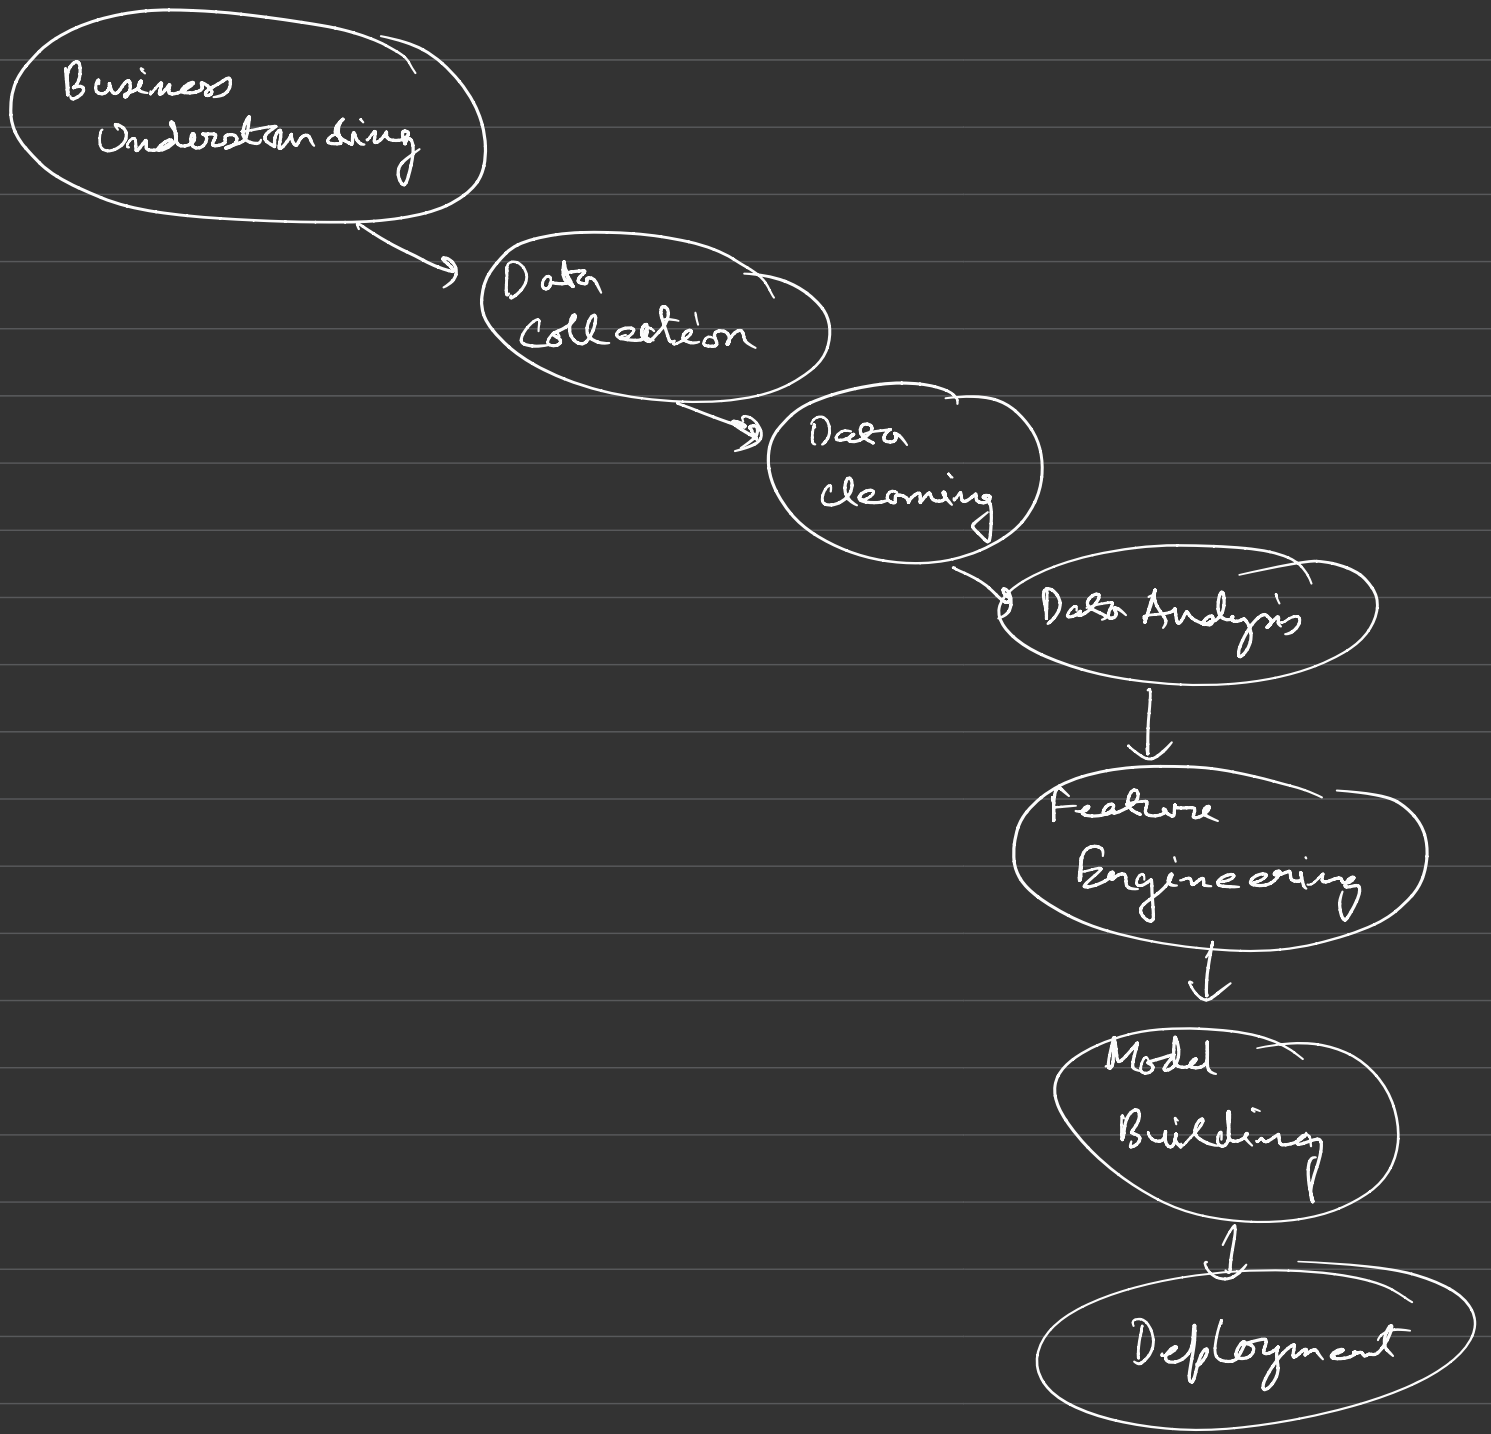 Business
Understanding
Data
Collection
Data
cleaning
Data Analysis
Feature
Engineering
Model
Building
Deployment